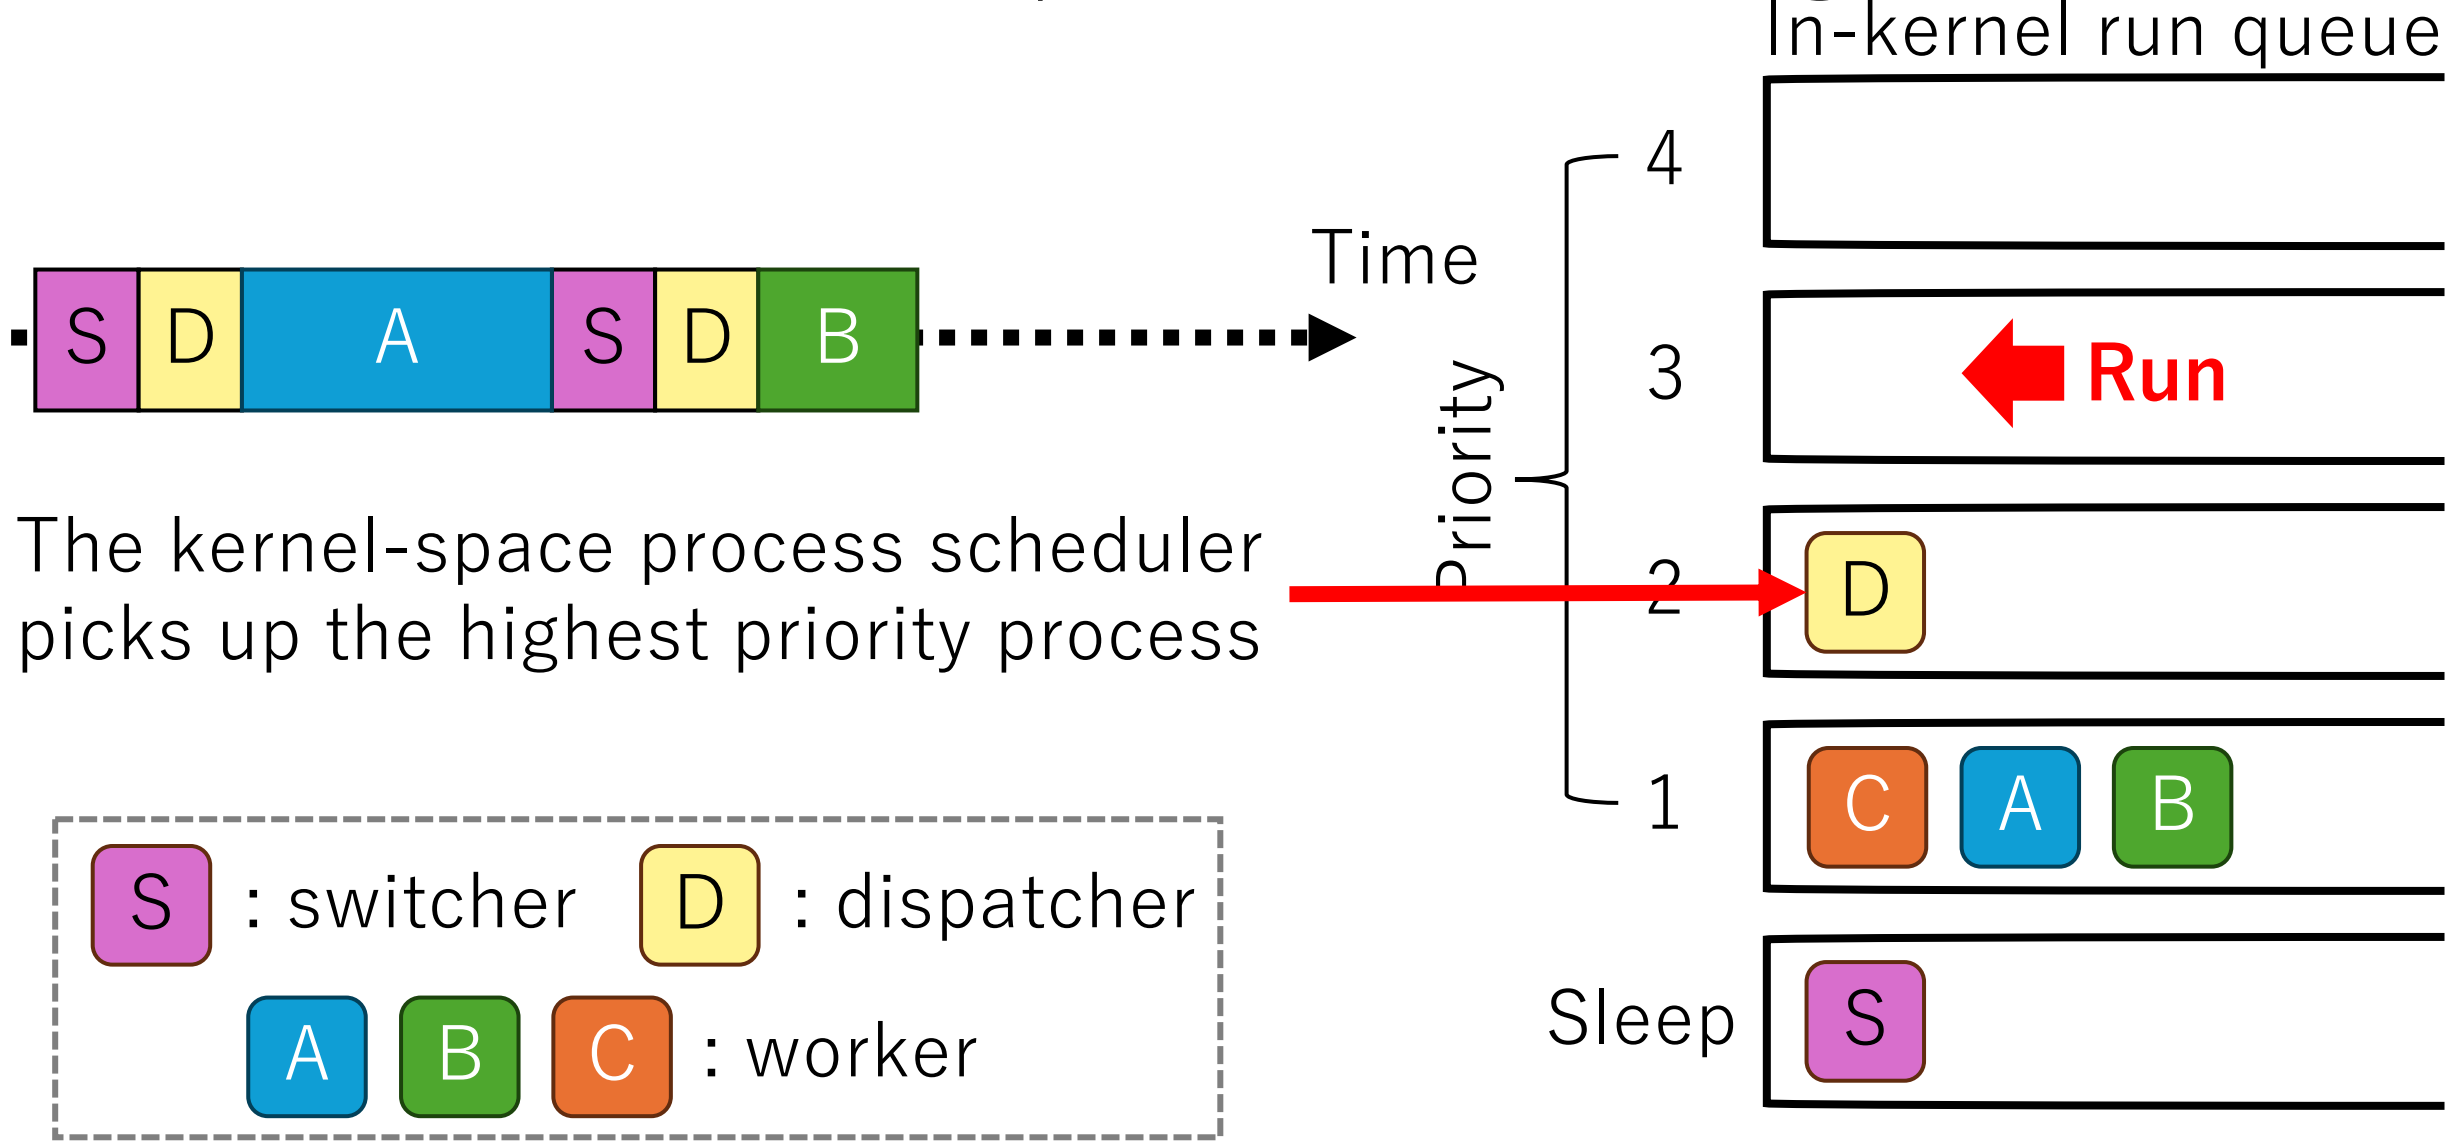 In-kernel run queue
4
Time
S D A S D B
3
Run
Priority
The kernel-space process scheduler
picks up the highest priority process
2
D
1
C A B
S : switcher D : dispatcher
A B C : worker
Sleep
S